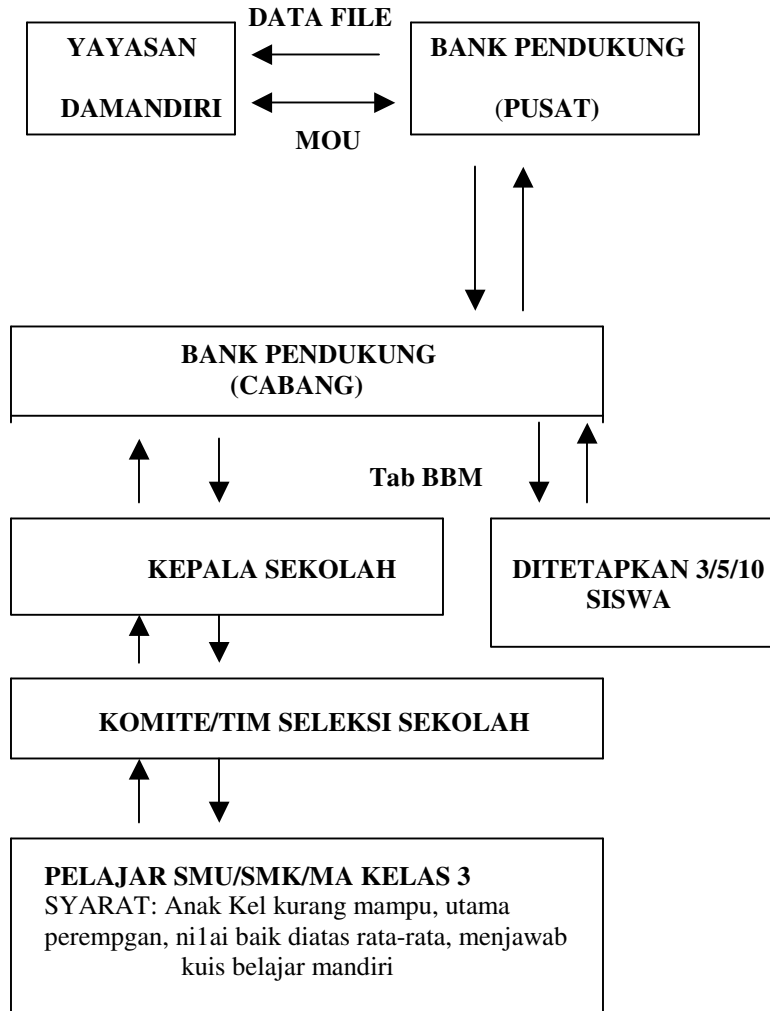 DATA FILE
YAYASAN
DAMANDIRI
BANK PENDUKUNG
(PUSAT)
MOU
BANK PENDUKUNG
(CABANG)
Tab BBM
KEPALA SEKOLAH
DITETAPKAN 3/5/10
SISWA
KOMITE/TIM SELEKSI SEKOLAH
PELAJAR SMU/SMK/MA KELAS 3
SYARAT: Anak Kel kurang mampu, utama
perempgan, ni1ai baik diatas rata-rata, menjawab
kuis belajar mandiri